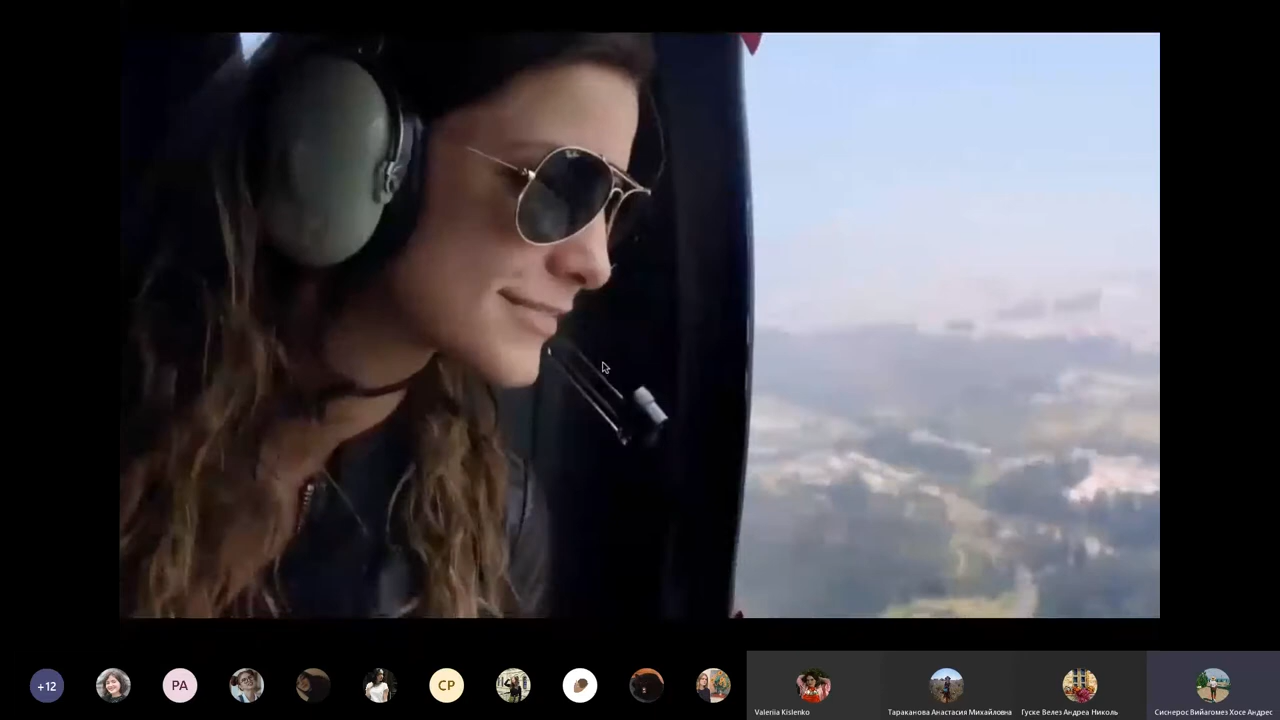 +12
PA
CP
Valeriia Kislenko
Тараканова Анастасия Михайловна
Гуске Велез Андреа Николь
Сиснерос Вийагомез Хосе Андрес